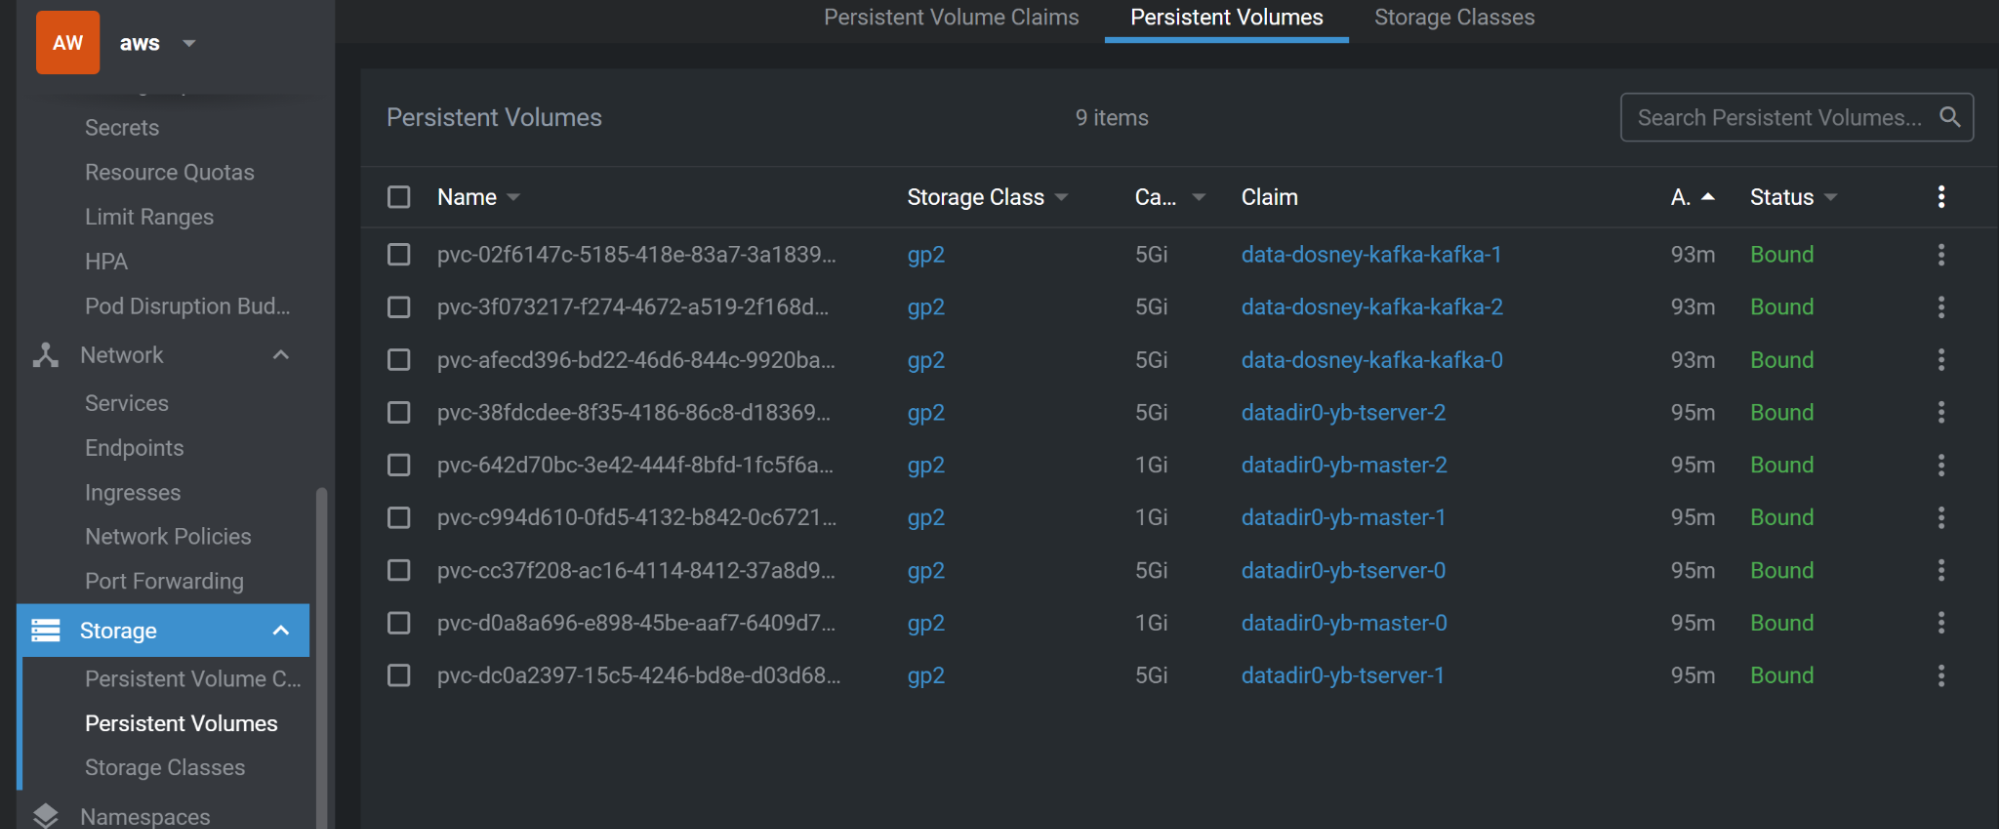 AW aws
Persistent Volume Claims Persistent Volumes Storage Classes
Secrets
Resource Quotas
Limit Ranges
HPA
Pod Disruption Bud...
Network
Services
Endpoints
Ingresses
Network Policies
Port Forwarding
Storage
Persistent Volume C...
Persistent Volumes
Storage Classes
Namespaces
Persistent Volumes 9 items Search Persistent Volumes...
Name Storage Class Ca... Claim A. Status
pvc-02f6147c-5185-418e-83a7-3a1839... gp2 5Gi data-dosney-kafka-kafka-1 93m Bound
pvc-3f073217-f274-4672-a519-2f168d... gp2 5Gi data-dosney-kafka-kafka-2 93m Bound
pvc-afecd396-bd22-46d6-844c-9920ba... gp2 5Gi data-dosney-kafka-kafka-0 93m Bound
pvc-38fdcdee-8f35-4186-86c8-d18369... gp2 5Gi datadir0-yb-tserver-2 95m Bound
pvc-642d70bc-3e42-444f-8bfd-1fc5f6a... gp2 1Gi datadir0-yb-master-2 95m Bound
pvc-c994d610-0fd5-4132-b842-0c6721... gp2 1Gi datadir0-yb-master-1 95m Bound
pvc-cc37f208-ac16-4114-8412-37a8d9... gp2 5Gi datadir0-yb-tserver-0 95m Bound
pvc-d0a8a696-e898-45be-aaf7-6409d7... gp2 1Gi datadir0-yb-master-0 95m Bound
pvc-dc0a2397-15c5-4246-bd8e-d03d68... gp2 5Gi datadir0-yb-tserver-1 95m Bound